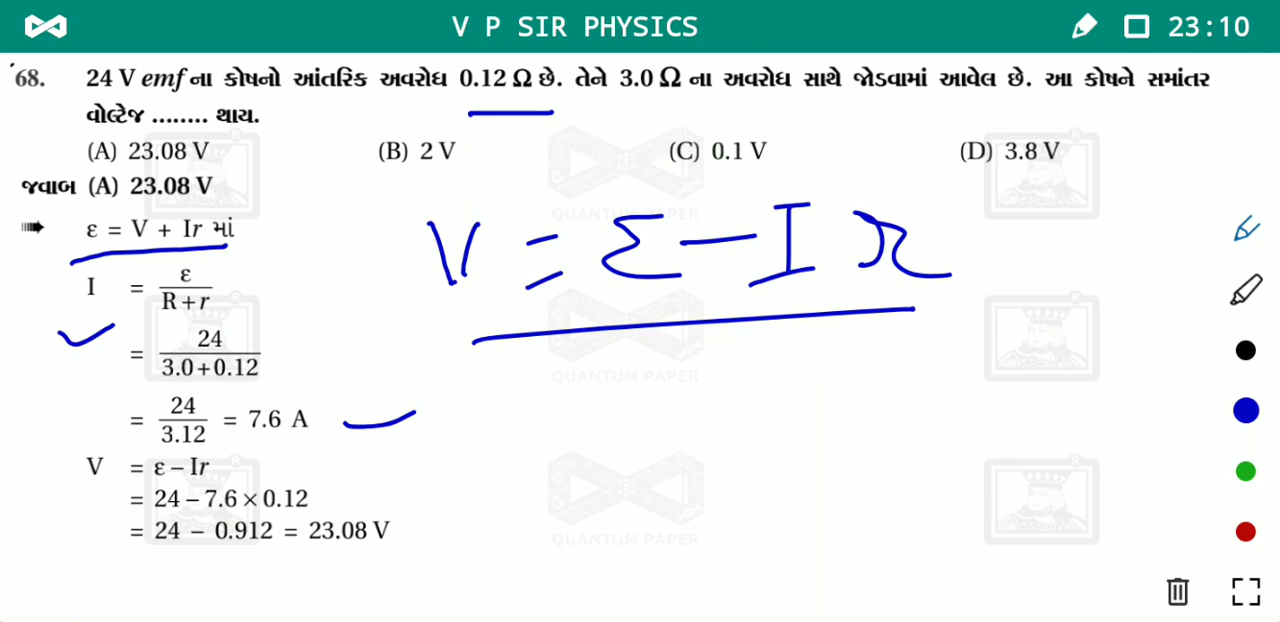 V P SIR PHYSICS
23:10
68. 24 V emf ના કોષનો આંતરિક અવરોધ 0.12 Ω છે. તેને 3.0 Ω ના અવરોધ સાથે જોડવામાં આવેલ છે. આ કોષને સમાંતર
વોલ્ટેજ ........ થાય.
(A) 23.08 V (B) 2 V (C) 0.1 V (D) 3.8 V
જવાબ (A) 23.08 V
➠ ε = V + Ir માં
V = Σ - I r
I = ε / R + r
= 24 / 3.0 + 0.12
= 24 / 3.12 = 7.6 A
V = ε – Ir
= 24 – 7.6 × 0.12
= 24 – 0.912 = 23.08 V
QUANTUM PAPER
QUANTUM PAPER
QUANTUM PAPER